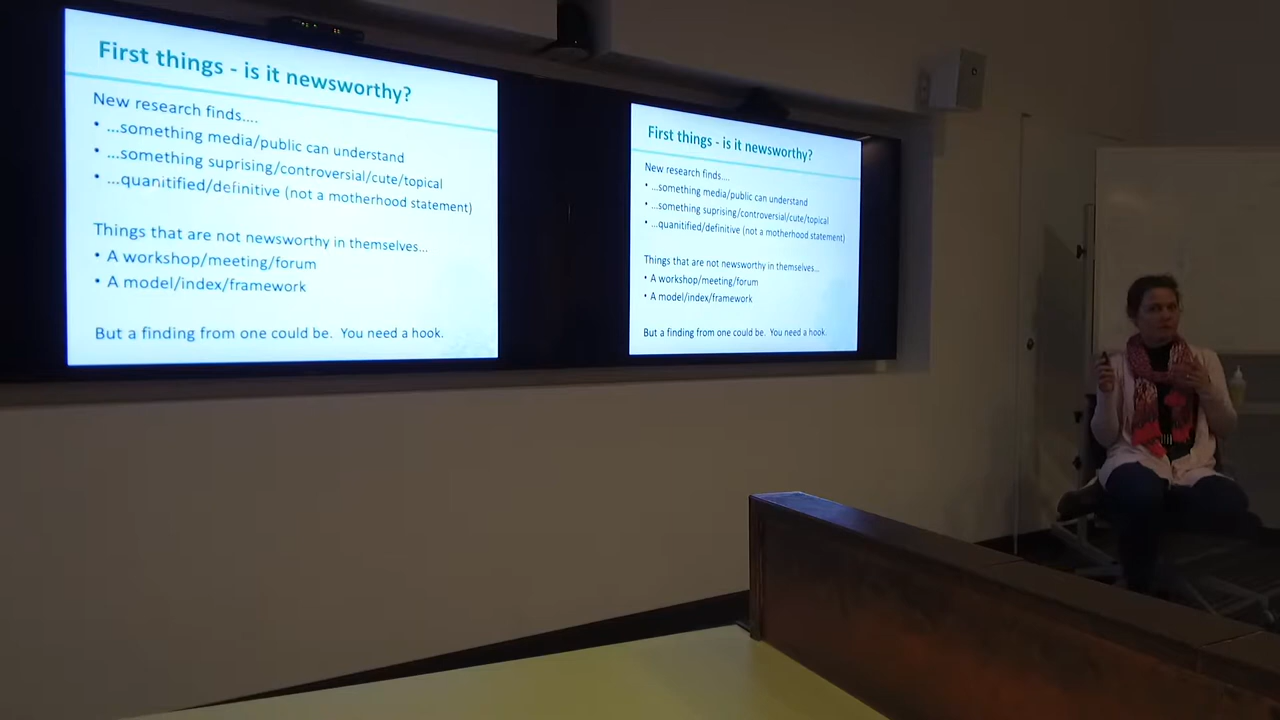 First things - is it newsworthy?
New research finds....
• ...something media/public can understand
• ...something suprising/controversial/cute/topical
• ...quanitified/definitive (not a motherhood statement)
Things that are not newsworthy in themselves...
• A workshop/meeting/forum
• A model/index/framework
But a finding from one could be. You need a hook.
First things - is it newsworthy?
New research finds....
• ...something media/public can understand
• ...something suprising/controversial/cute/topical
• ...quanitified/definitive (not a motherhood statement)
Things that are not newsworthy in themselves...
• A workshop/meeting/forum
• A model/index/framework
But a finding from one could be. You need a hook.